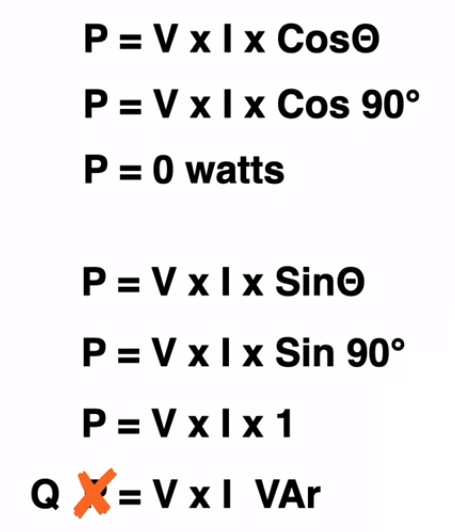 P = V x I x CosΘ
P = V x I x Cos 90°
P = 0 watts
P = V x I x SinΘ
P = V x I x Sin 90°
P = V x I x 1
Q = V x I VAr